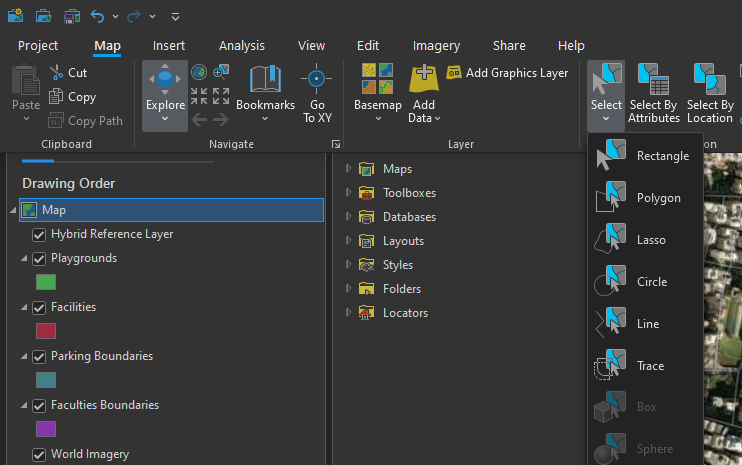 Project Map Insert Analysis View Edit Imagery Share Help
Cut
Copy
Copy Path
Paste
Clipboard
Explore
Bookmarks
Go
To XY
Navigate
Basemap
Add
Data
Add Graphics Layer
Layer
Select
Select By
Attributes
Select By
Location
Rectangle
Polygon
Lasso
Circle
Line
Trace
Box
Sphere
Drawing Order
Map
Hybrid Reference Layer
Playgrounds
Facilities
Parking Boundaries
Faculties Boundaries
World Imagery
Maps
Toolboxes
Databases
Layouts
Styles
Folders
Locators